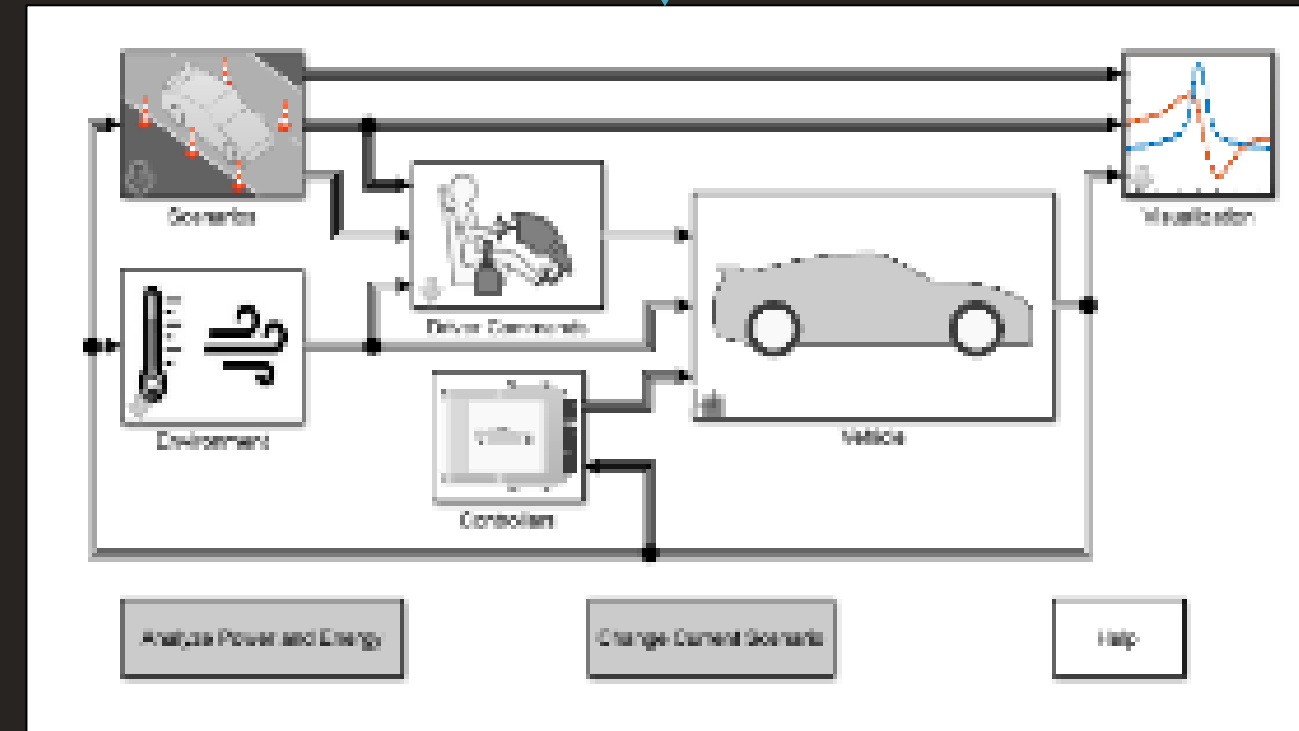 Scenarios
Visualization
Driver Commands
Environment
Vehicle
Controllers
Analyze Power and Energy
Change Current Scenario
Help